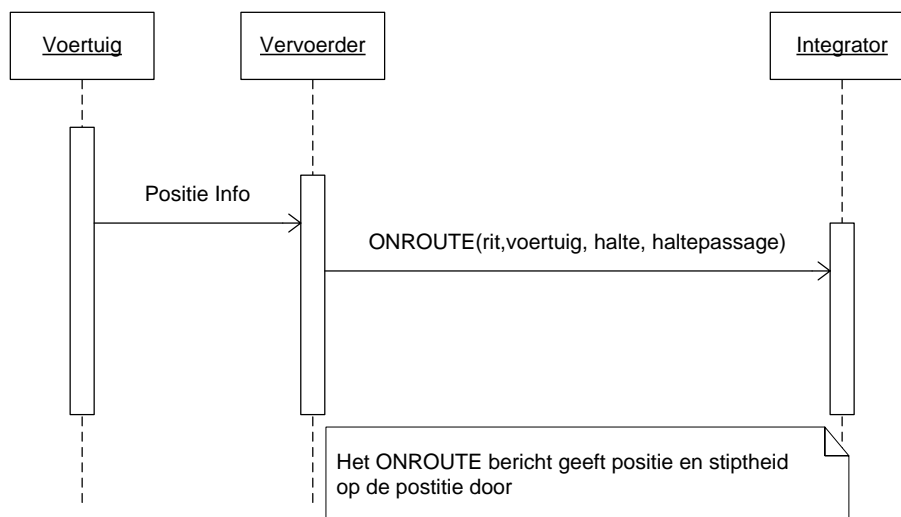 Voertuig
Vervoerder
Integrator
Positie Info
ONROUTE(rit,voertuig, halte, haltepassage)
Het ONROUTE bericht geeft positie en stiptheid
op de postitie door